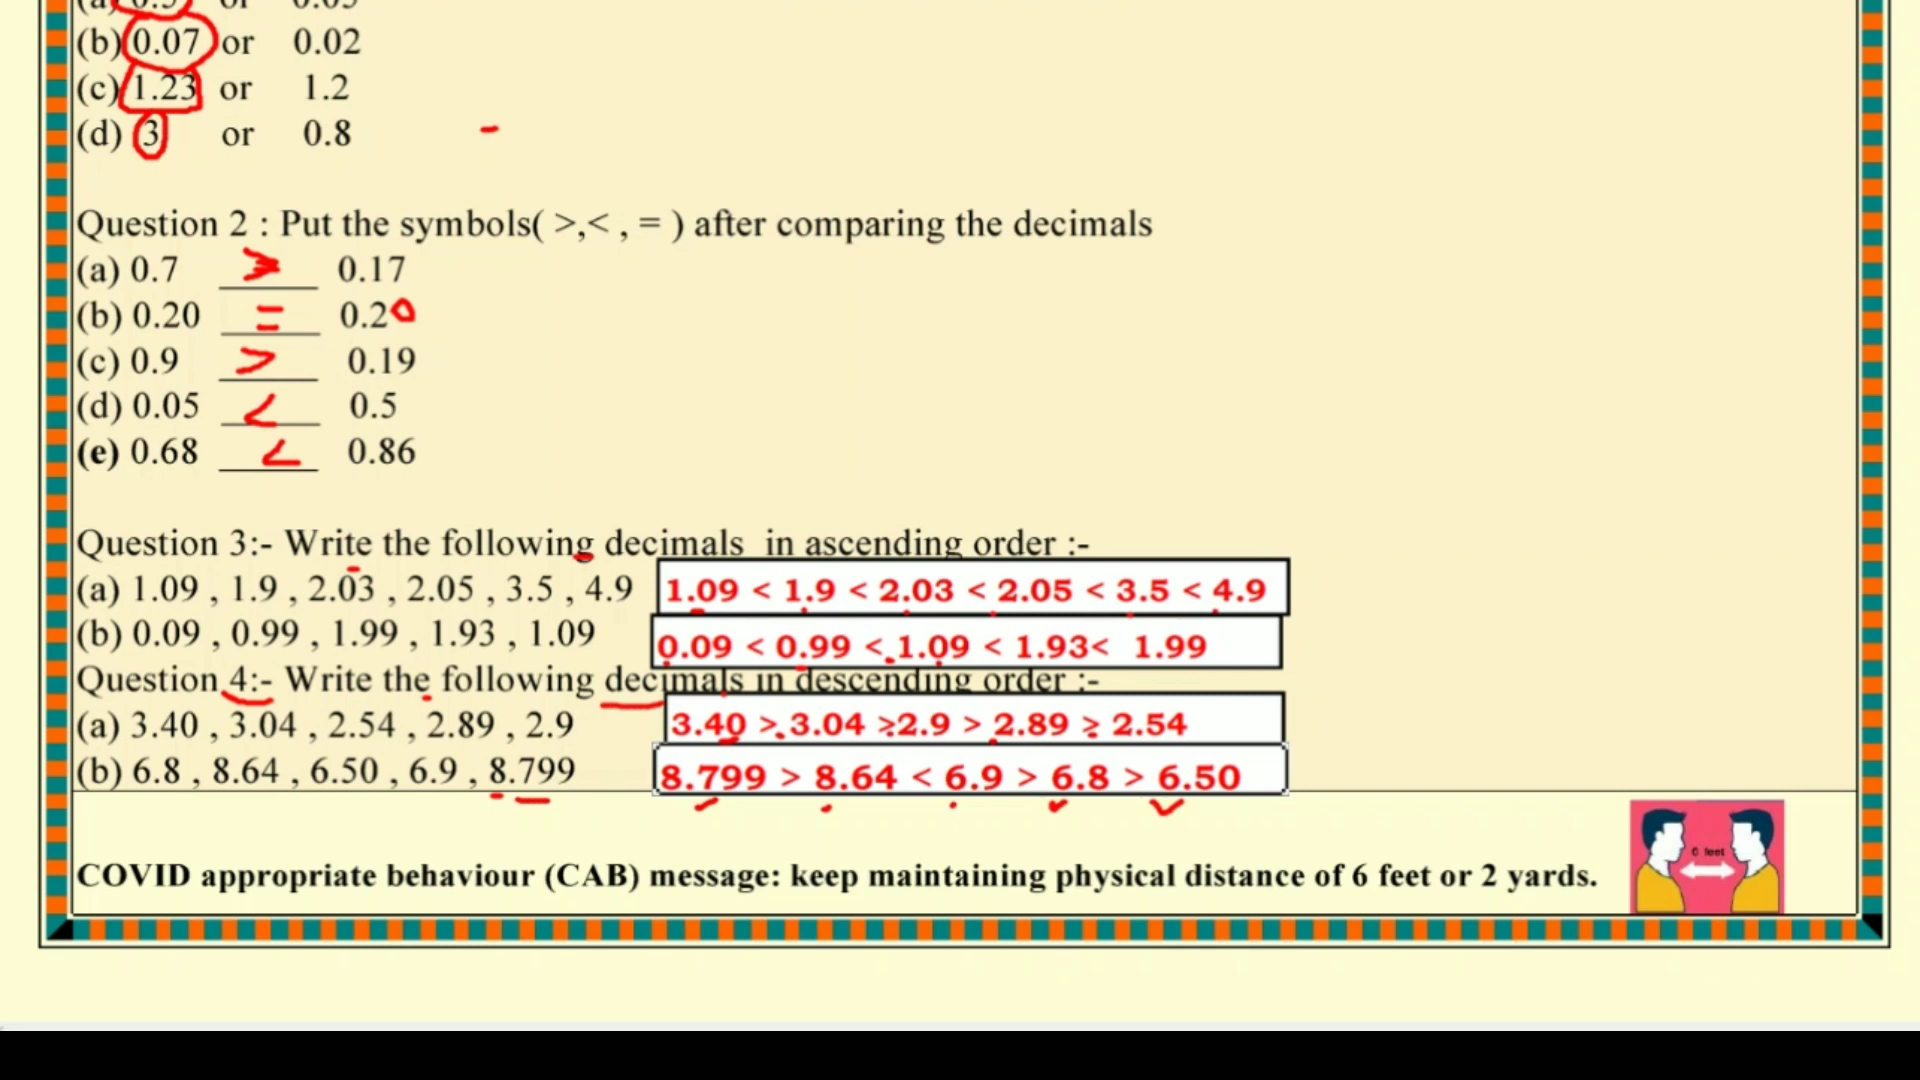 (a) 0.5 or 0.05
(b) 0.07 or 0.02
(c) 1.23 or 1.2
(d) 3 or 0.8
Question 2 : Put the symbols( >,< , = ) after comparing the decimals
(a) 0.7 > 0.17
(b) 0.20 = 0.20
(c) 0.9 > 0.19
(d) 0.05 < 0.5
(e) 0.68 < 0.86
Question 3:- Write the following decimals in ascending order :-
(a) 1.09 , 1.9 , 2.03 , 2.05 , 3.5 , 4.9 1.09 < 1.9 < 2.03 < 2.05 < 3.5 < 4.9
(b) 0.09 , 0.99 , 1.99 , 1.93 , 1.09 0.09 < 0.99 < 1.09 < 1.93< 1.99
Question 4:- Write the following decimals in descending order :-
(a) 3.40 , 3.04 , 2.54 , 2.89 , 2.9 3.40 > 3.04 >2.9 > 2.89 > 2.54
(b) 6.8 , 8.64 , 6.50 , 6.9 , 8.799 8.799 > 8.64 < 6.9 > 6.8 > 6.50
6 feet
COVID appropriate behaviour (CAB) message: keep maintaining physical distance of 6 feet or 2 yards.